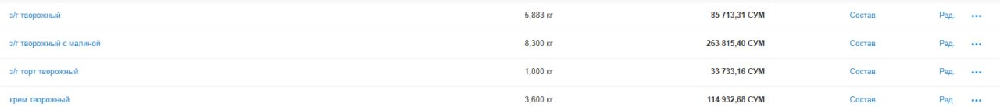 з/г творожный 5,883 кг 85 713,31 СУМ Состав Ред. •••
з/г творожный с малиной 8,300 кг 263 815,40 СУМ Состав Ред. •••
з/г торт творожный 1,000 кг 33 733,16 СУМ Состав Ред. •••
крем творожный 3,600 кг 114 932,68 СУМ Состав Ред. •••